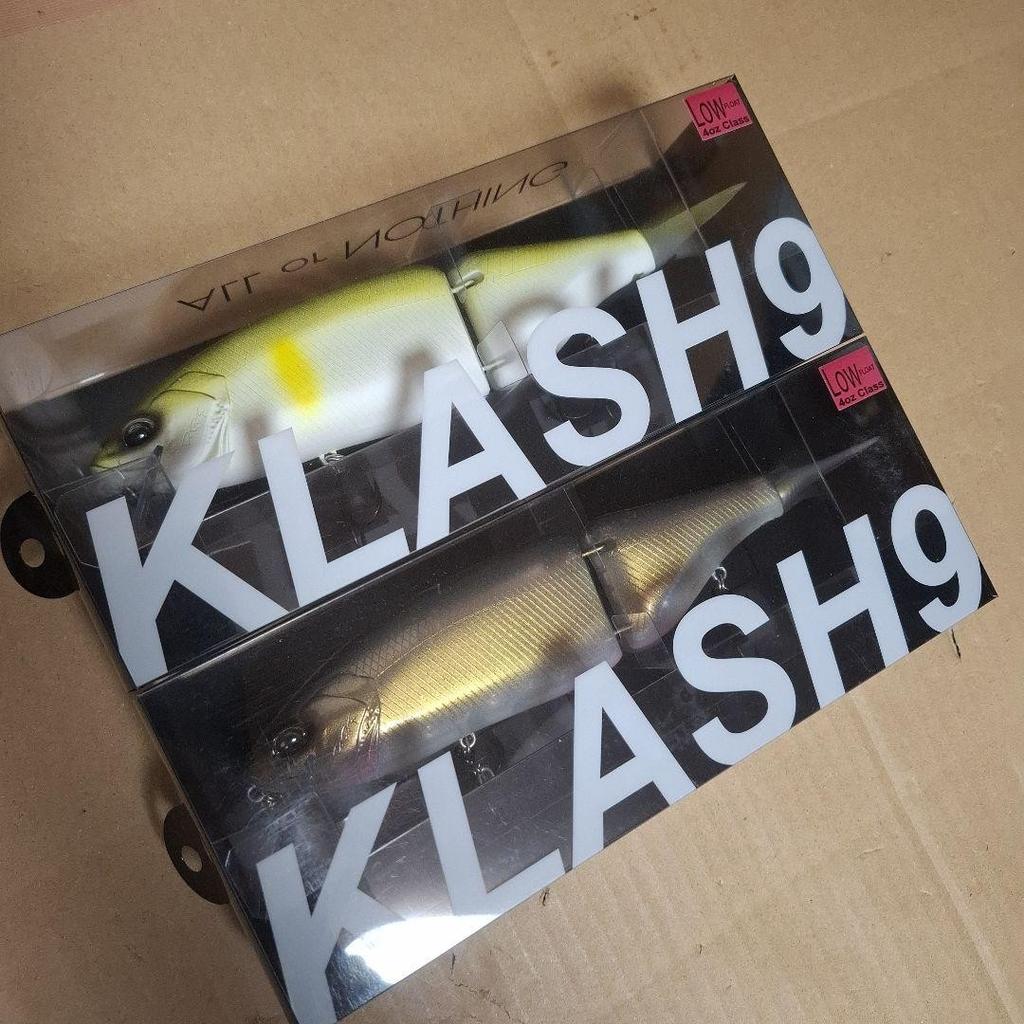 LOW FLOAT
4oz Class
ALL or NOTHING
KLASH9
LOW FLOAT
4oz Class
KLASH9